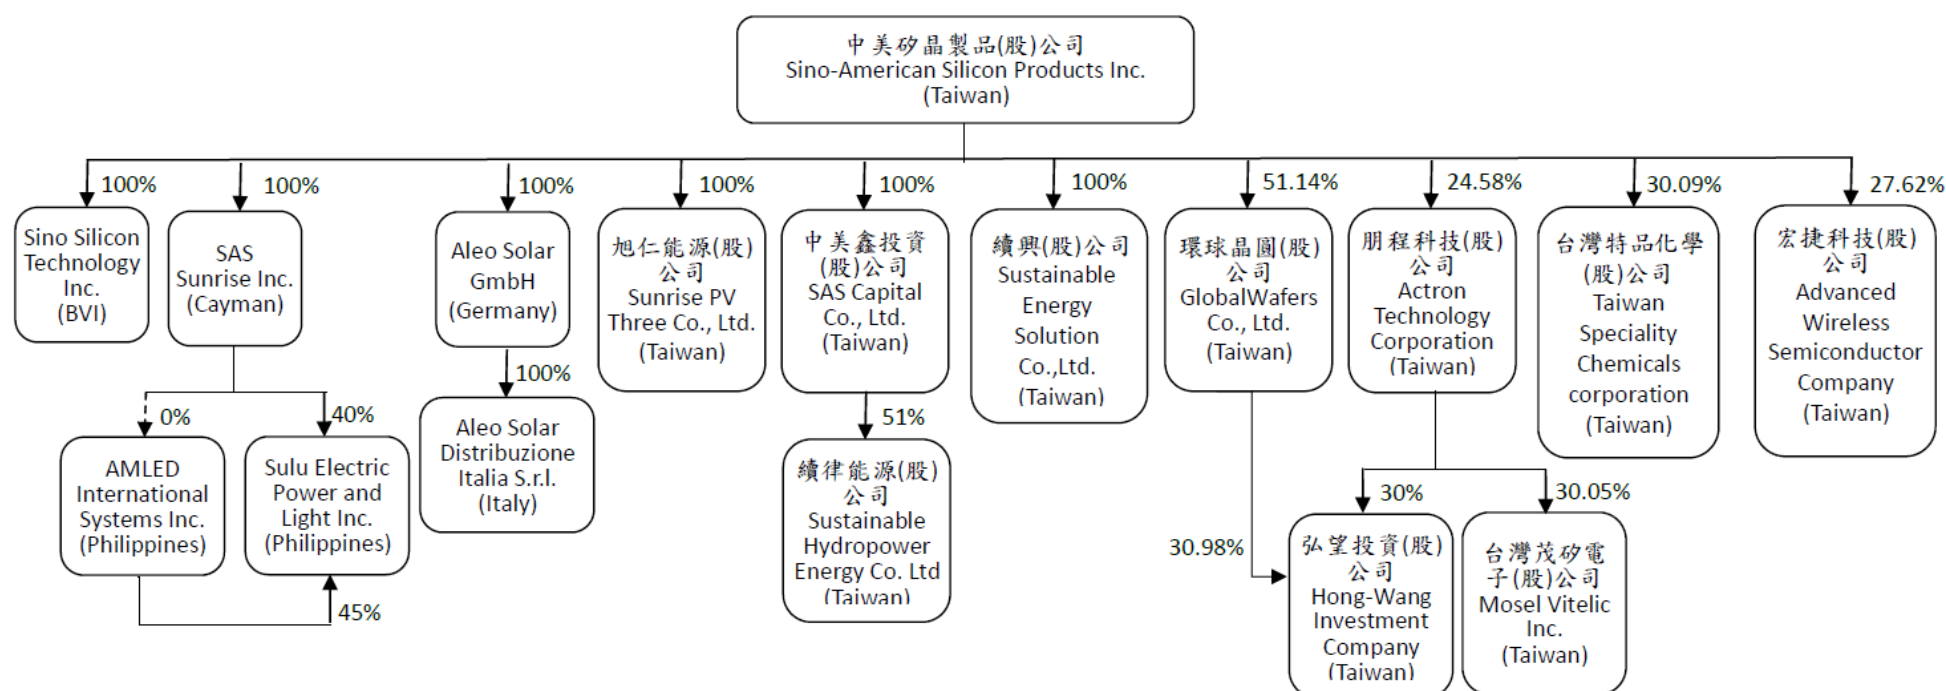 中美矽晶製品(股)公司
Sino-American Silicon Products Inc.
(Taiwan)
100%
100%
100%
100%
100%
100%
51.14%
24.58%
30.09%
27.62%
Sino Silicon
Technology
Inc.
(BVI)
SAS
Sunrise Inc.
(Cayman)
Aleo Solar
GmbH
(Germany)
旭仁能源(股)
公司
Sunrise PV
Three Co., Ltd.
(Taiwan)
中美鑫投資
(股)公司
SAS Capital
Co., Ltd.
(Taiwan)
續興(股)公司
Sustainable
Energy
Solution
Co.,Ltd.
(Taiwan)
環球晶圓(股)
公司
GlobalWafers
Co., Ltd.
(Taiwan)
朋程科技(股)
公司
Actron
Technology
Corporation
(Taiwan)
台灣特品化學
(股)公司
Taiwan
Speciality
Chemicals
corporation
(Taiwan)
宏捷科技(股)
公司
Advanced
Wireless
Semiconductor
Company
(Taiwan)
0%
40%
100%
51%
30%
30.05%
30.98%
45%
AMLED
International
Systems Inc.
(Philippines)
Sulu Electric
Power and
Light Inc.
(Philippines)
Aleo Solar
Distribuzione
Italia S.r.l.
(Italy)
續律能源(股)
公司
Sustainable
Hydropower
Energy Co. Ltd
(Taiwan)
弘望投資(股)
公司
Hong-Wang
Investment
Company
(Taiwan)
台灣茂矽電
子(股)公司
Mosel Vitelic
Inc.
(Taiwan)